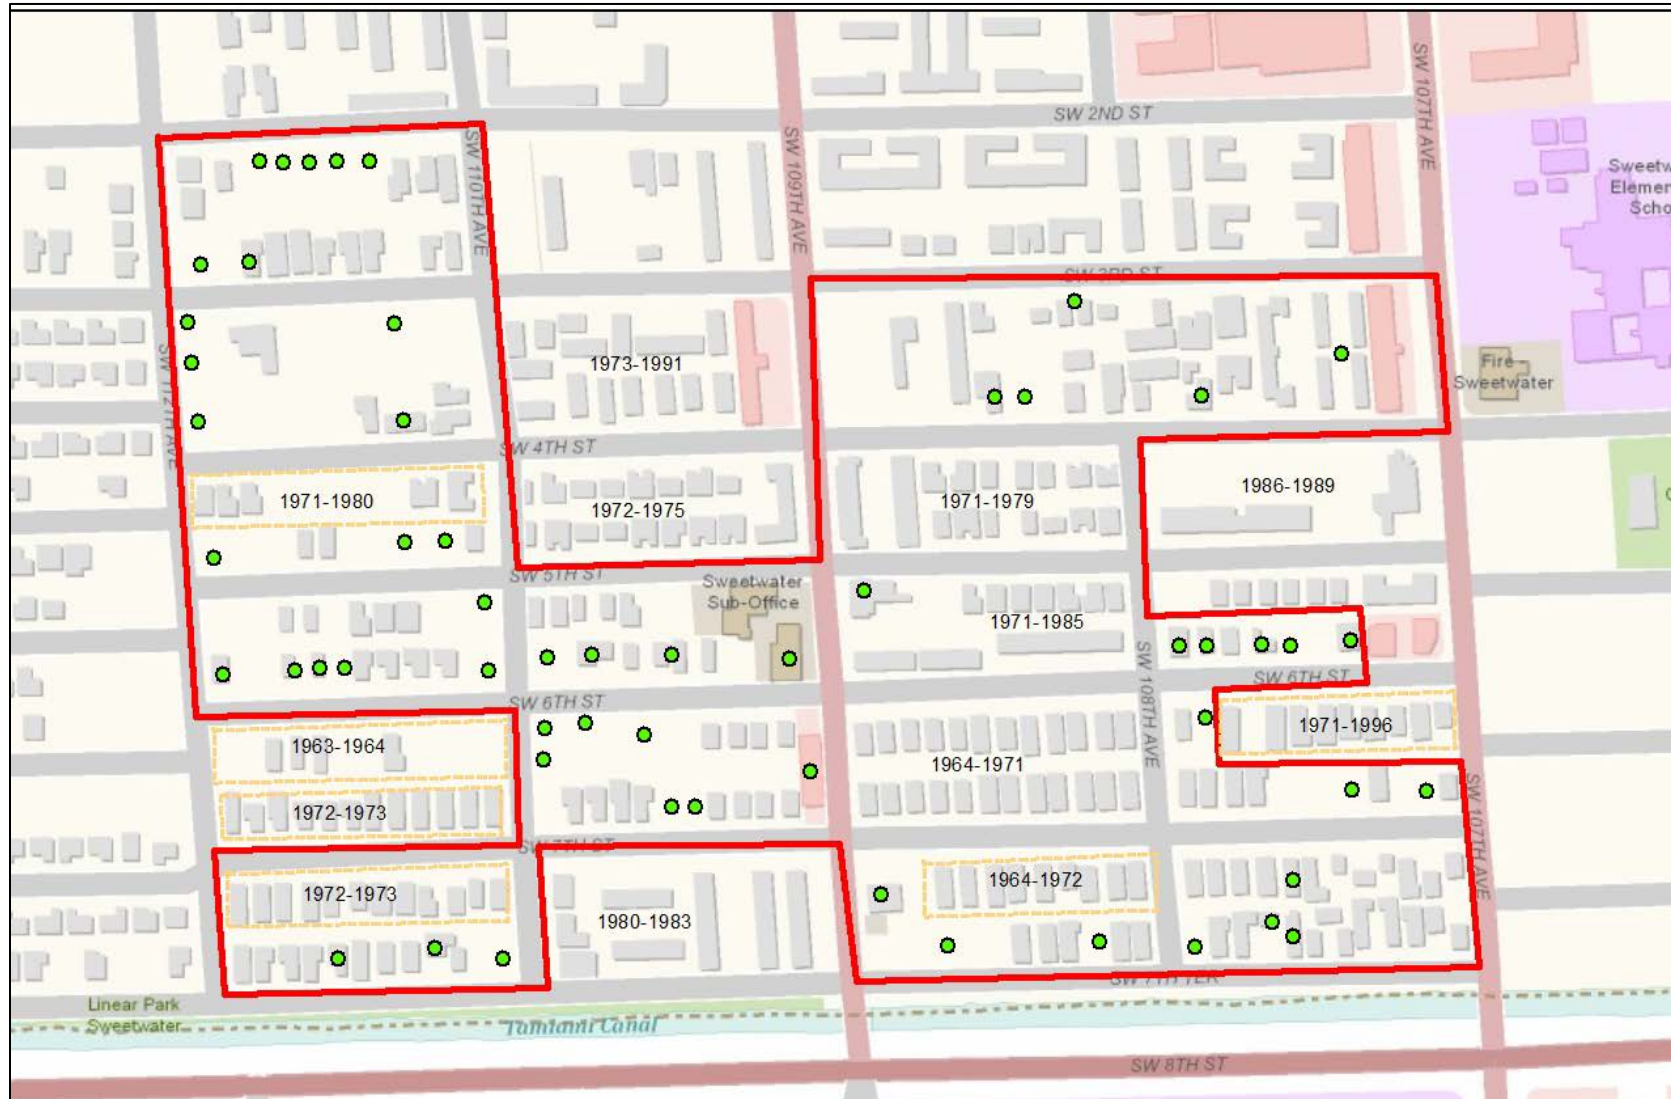 SW 2ND ST
SW 107TH AVE
SW 110TH AVE
SW 109TH AVE
Sweetw
Elemen
Scho
SW 3RD ST
1973-1991
Fire -
Sweetwater
SW 112TH AVE
SW 4TH ST
1971-1980
1972-1975
1971-1979
1986-1989
SW 5TH ST
Sweetwater
Sub-Office
1971-1985
SW 108TH AVE
SW 6TH ST
SW 6TH ST
1963-1964
1964-1971
1971-1996
1972-1973
SW 107TH AVE
SW 7TH ST
1972-1973
1980-1983
1964-1972
SW 7TH TER
Linear Park
Sweetwater
Tamiami Canal
SW 8TH ST